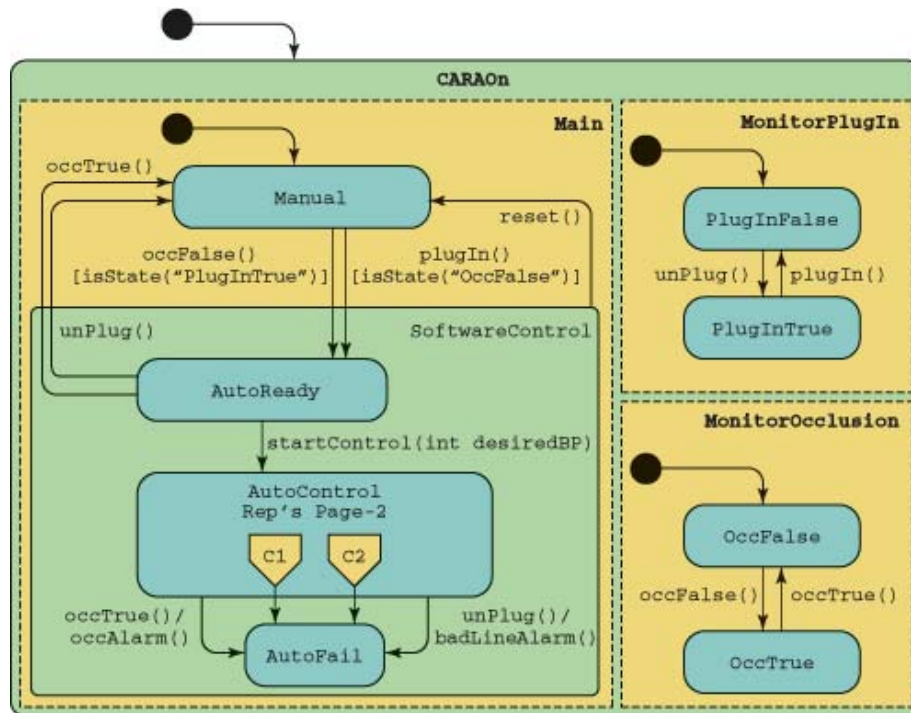 CARAOn
Main
occTrue()
Manual
reset()
occFalse()
[isState(“PlugInTrue”)]
plugIn()
[isState(“OccFalse”)]
unPlug()
SoftwareControl
AutoReady
startControl(int desiredBP)
AutoControl
Rep’s Page-2
C1
C2
occTrue()/
occAlarm()
unPlug()/
badLineAlarm()
AutoFail
MonitorPlugIn
PlugInFalse
unPlug()
plugIn()
PlugInTrue
MonitorOcclusion
OccFalse
occFalse()
occTrue()
OccTrue